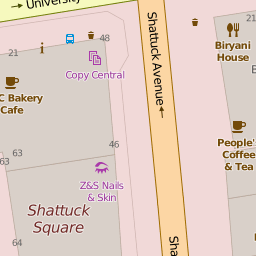 University
Shattuck Avenue
48
21
21
Biryani
House
Copy Central
C Bakery
Cafe
People's
Coffee
& Tea
46
63
63
Z&S Nails
& Skin
Shattuck
Square
64
Sha